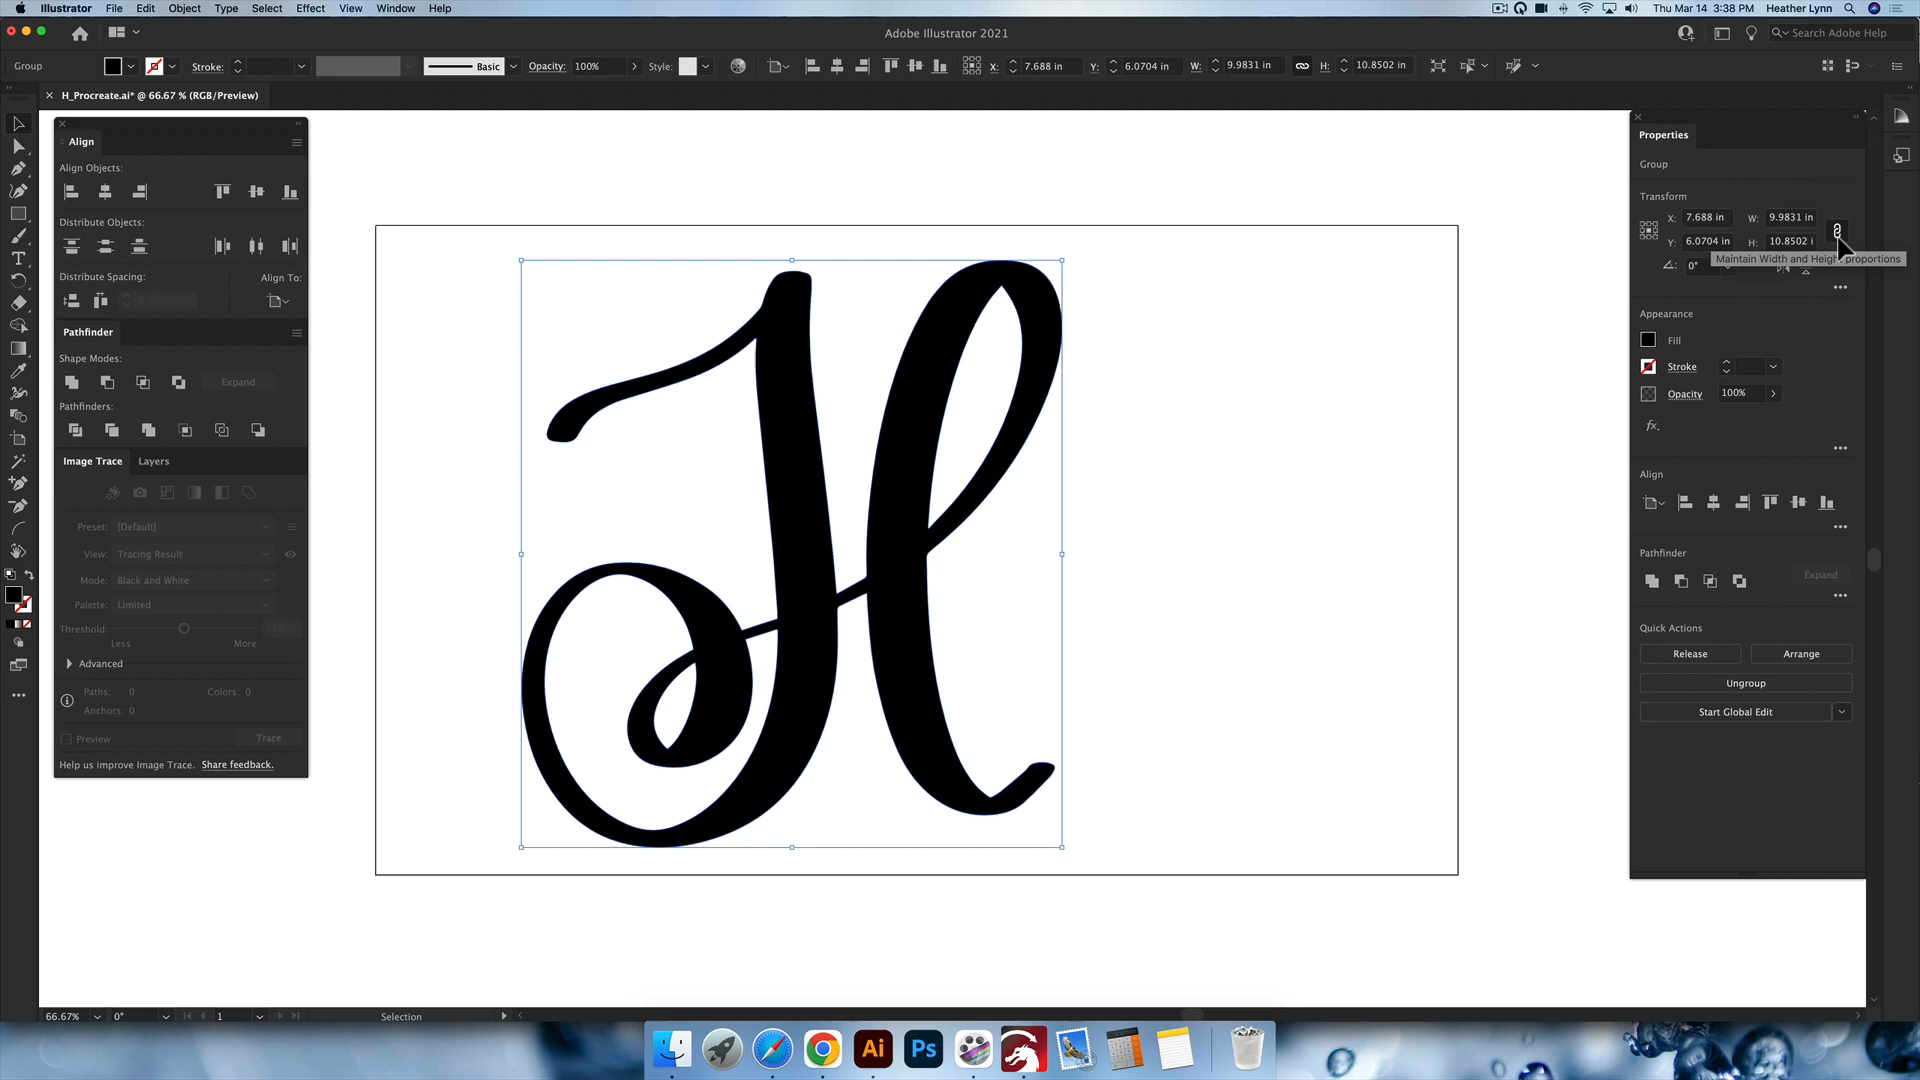 Illustrator File Edit Object Type Select Effect View Window Help Thu Mar 14 3:38 PM Heather Lynn
Adobe Illustrator 2021 Search Adobe Help
Group Stroke: Basic Opacity: 100% Style: X: 7.688 in Y: 6.0704 in W: 9.9831 in H: 10.8502 in
H_Procreate.ai* @ 66.67 % (RGB/Preview)
Align
Align Objects:
Distribute Objects:
Distribute Spacing: Align To:
0 in
Pathfinder
Shape Modes:
Expand
Pathfinders:
Image Trace Layers
Preset: [Default]
View: Tracing Result
Mode: Black and White
Palette: Limited
Threshold:
Less More
Advanced
Paths: 0 Colors: 0
Anchors: 0
Preview Trace
Help us improve Image Trace. Share feedback.
H
Properties
Group
Transform
X: 7.688 in W: 9.9831 in
Y: 6.0704 in H: 10.8502 i
Maintain Width and Height proportions
0°
Appearance
Fill
Stroke
Opacity 100%
fx.
Align
Pathfinder
Expand
Quick Actions
Release Arrange
Ungroup
Start Global Edit
66.67% 0° 1 Selection
Ai Ps